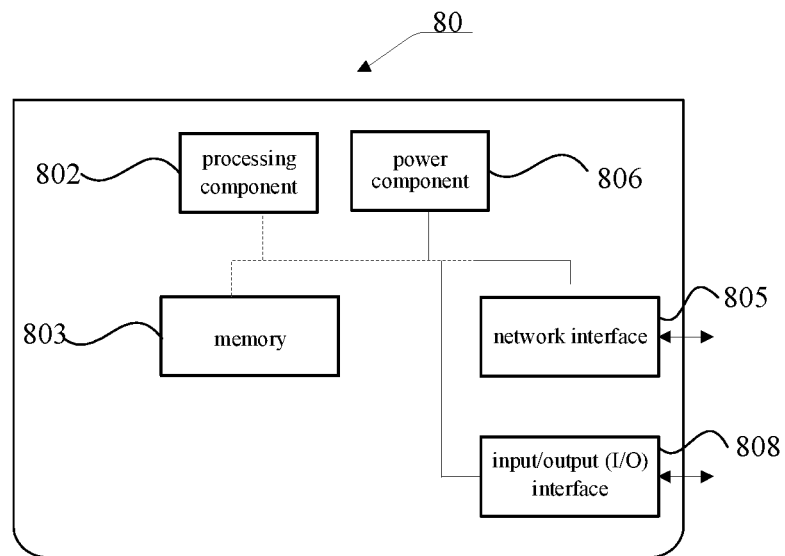 80
processing
component
802
power
component
806
803
memory
network interface
805
input/output (I/O)
interface
808